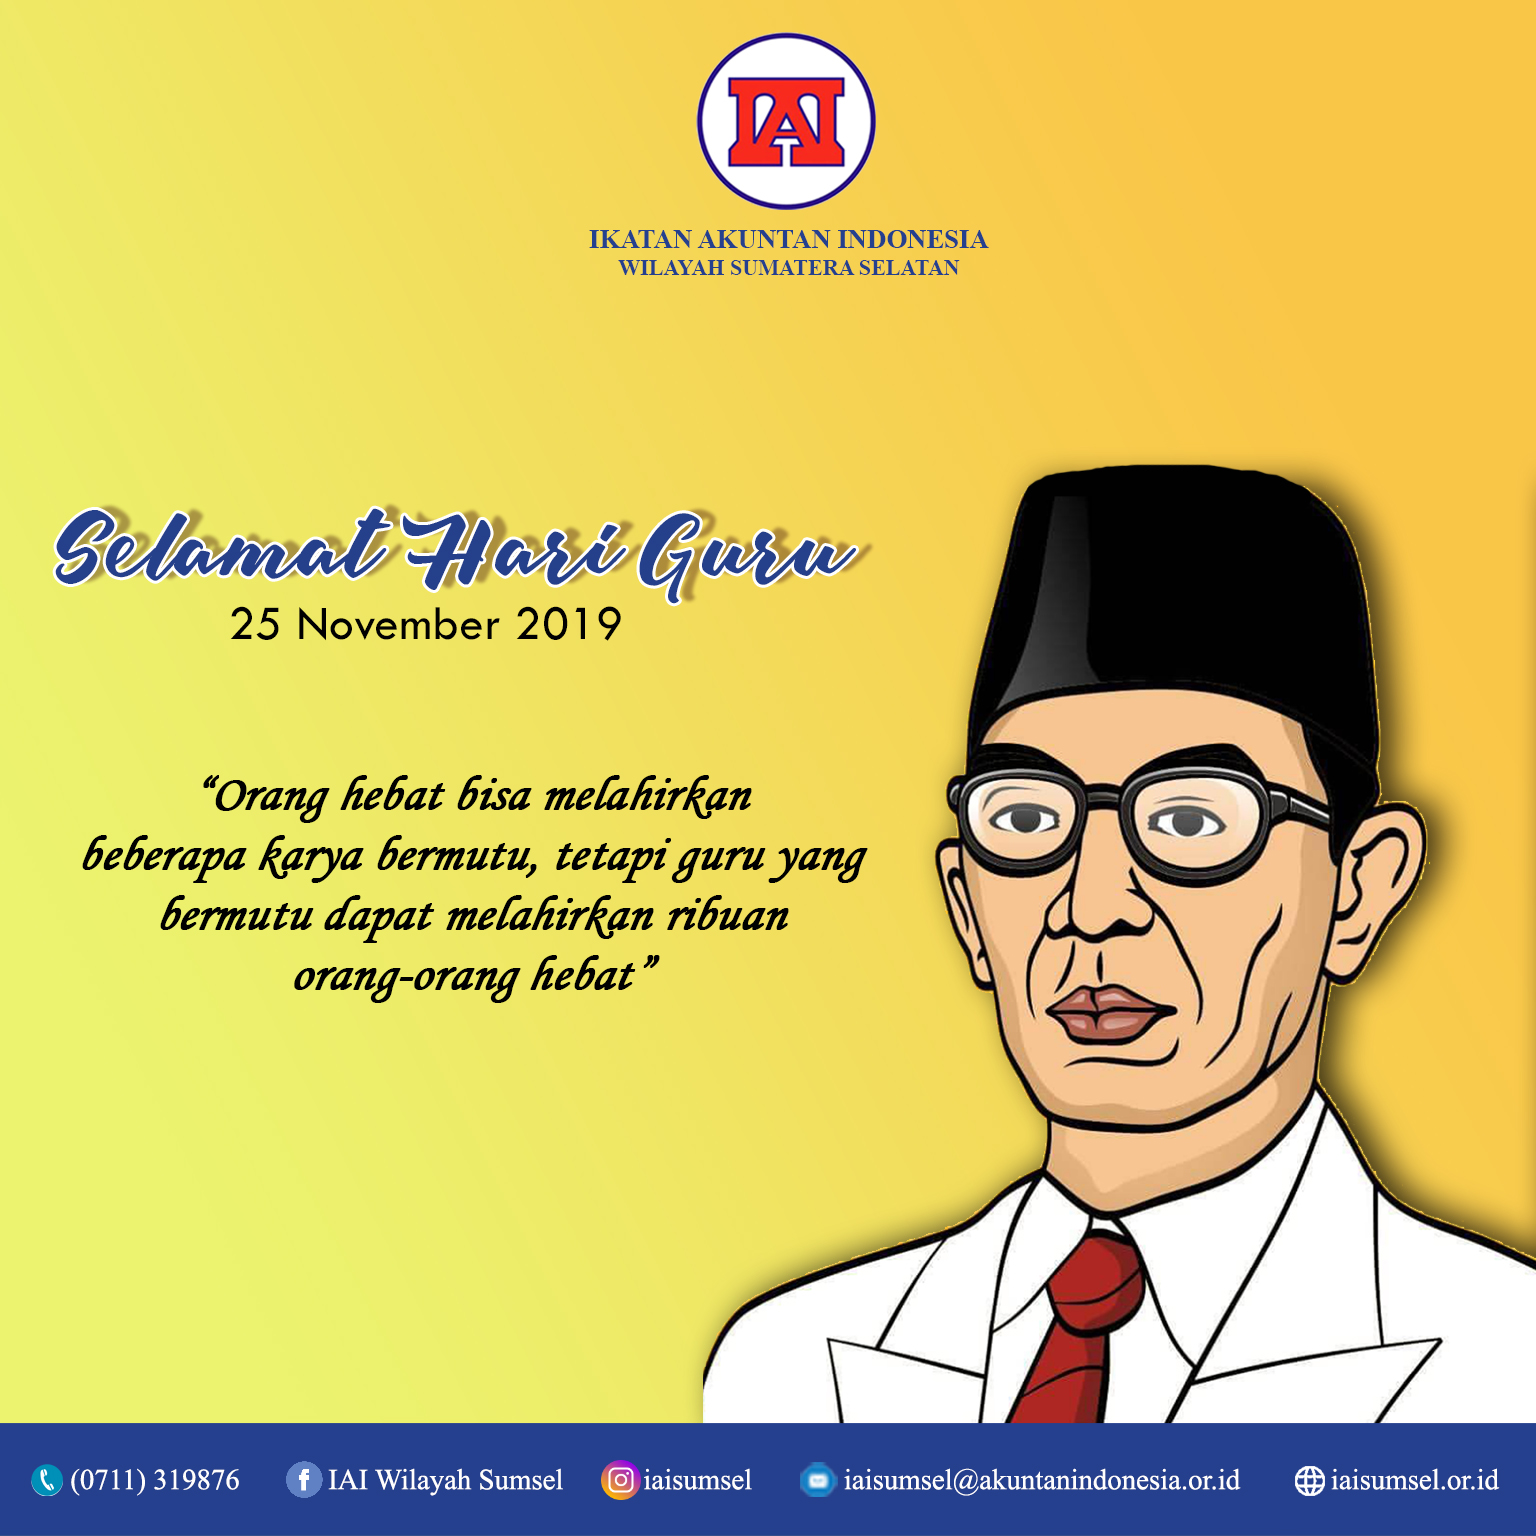 IAI
IKATAN AKUNTAN INDONESIA
WILAYAH SUMATERA SELATAN
Selamat Hari Guru
25 November 2019
“Orang hebat bisa melahirkan
beberapa karya bermutu, tetapi guru yang
bermutu dapat melahirkan ribuan
orang-orang hebat”
(0711) 319876 IAI Wilayah Sumsel iaisumsel iaisumsel@akuntanindonesia.or.id iaisumsel.or.id